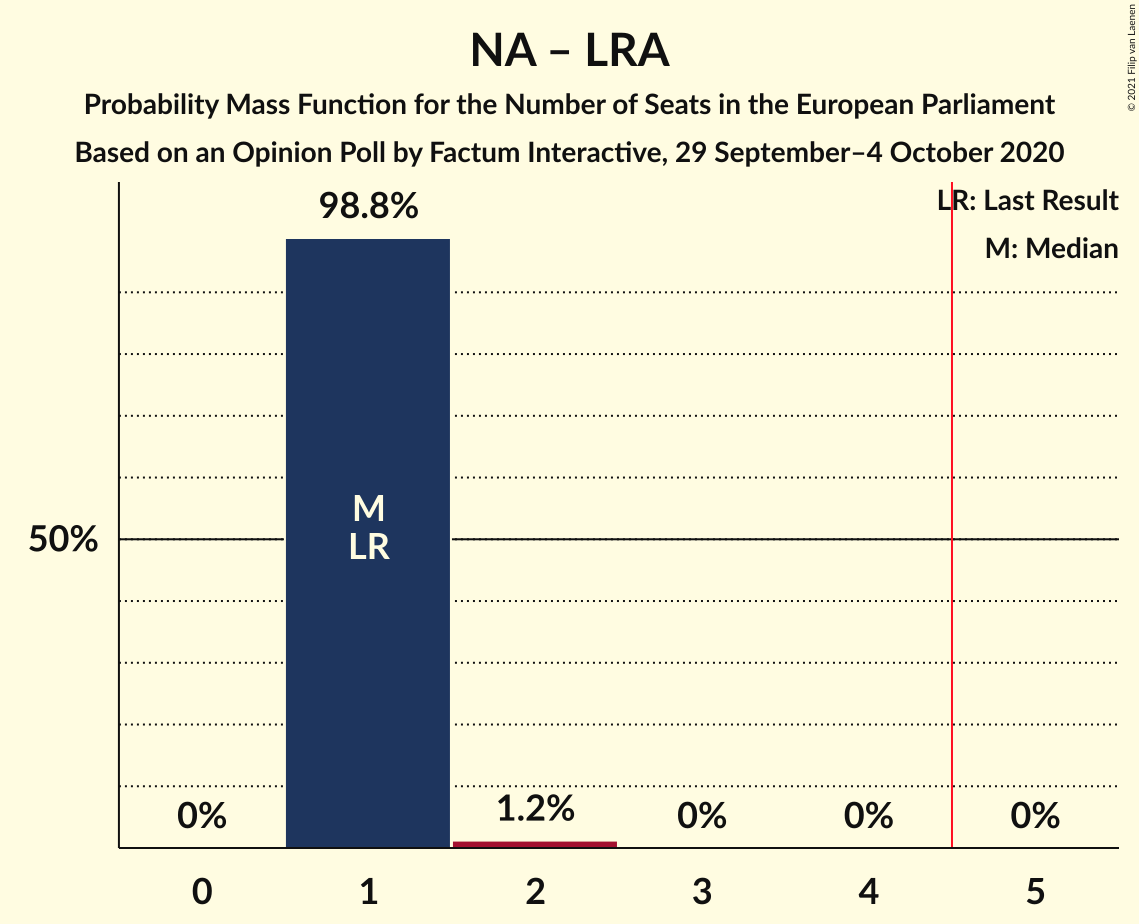 NA – LRA
Probability Mass Function for the Number of Seats in the European Parliament
Based on an Opinion Poll by Factum Interactive, 29 September–4 October 2020
© 2021 Filip van Laenen
LR: Last Result
M: Median
98.8%
M
LR
50%
0%
1.2%
0%
0%
0%
0
1
2
3
4
5